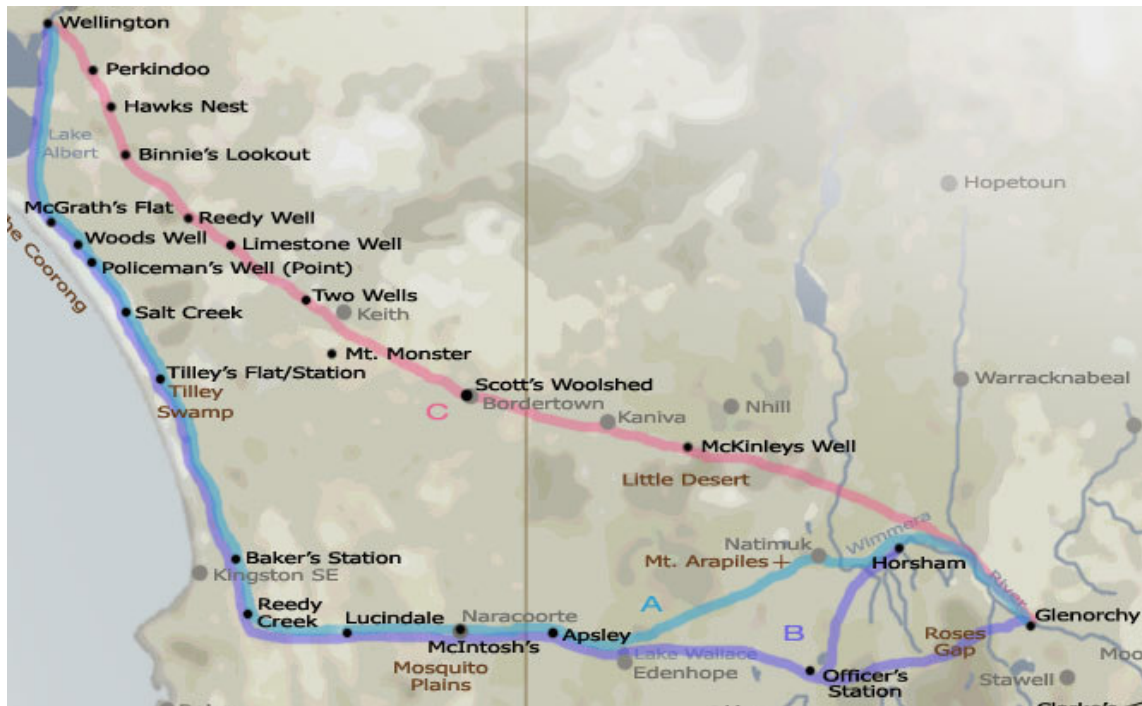 Wellington
Perkindoo
Hawks Nest
Lake
Albert
Binnie's Lookout
Hopetoun
McGrath's Flat
Reedy Well
Woods Well
Limestone Well
Policeman's Well (Point)
Coorong
Two Wells
Salt Creek
Keith
Mt. Monster
Tilley's Flat/Station
Tilley
Swamp
Scott's Woolshed
Bordertown
C
Kaniva
Nhill
Warracknabeal
McKinleys Well
Little Desert
Wimmera
Natimuk
Mt. Arapiles +
Horsham
River
Baker's Station
Kingston SE
Reedy
Creek
Lucindale
Naracoorte
McIntosh's
Mosquito
Plains
Apsley
A
B
Lake Wallace
Edenhope
Officer's
Station
Roses
Gap
Glenorchy
Stawell